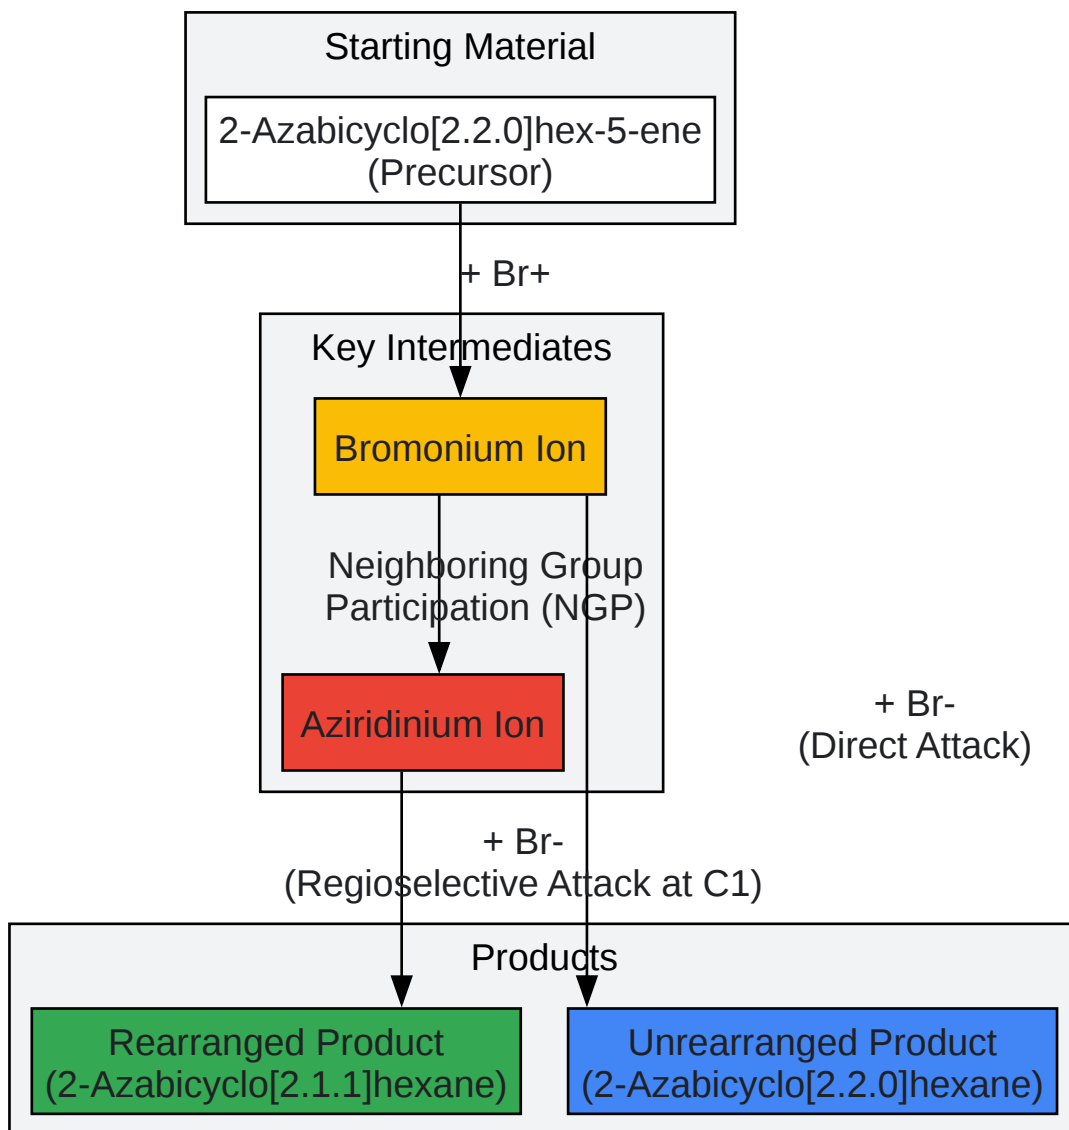 Starting Material
2-Azabicyclo[2.2.0]hex-5-ene
(Precursor)
+ Br+
Key Intermediates
Bromonium Ion
Neighboring Group
Participation (NGP)
Aziridinium Ion
+ Br-
(Direct Attack)
+ Br-
(Regioselective Attack at C1)
Products
Rearranged Product
(2-Azabicyclo[2.1.1]hexane)
Unrearranged Product
(2-Azabicyclo[2.2.0]hexane)